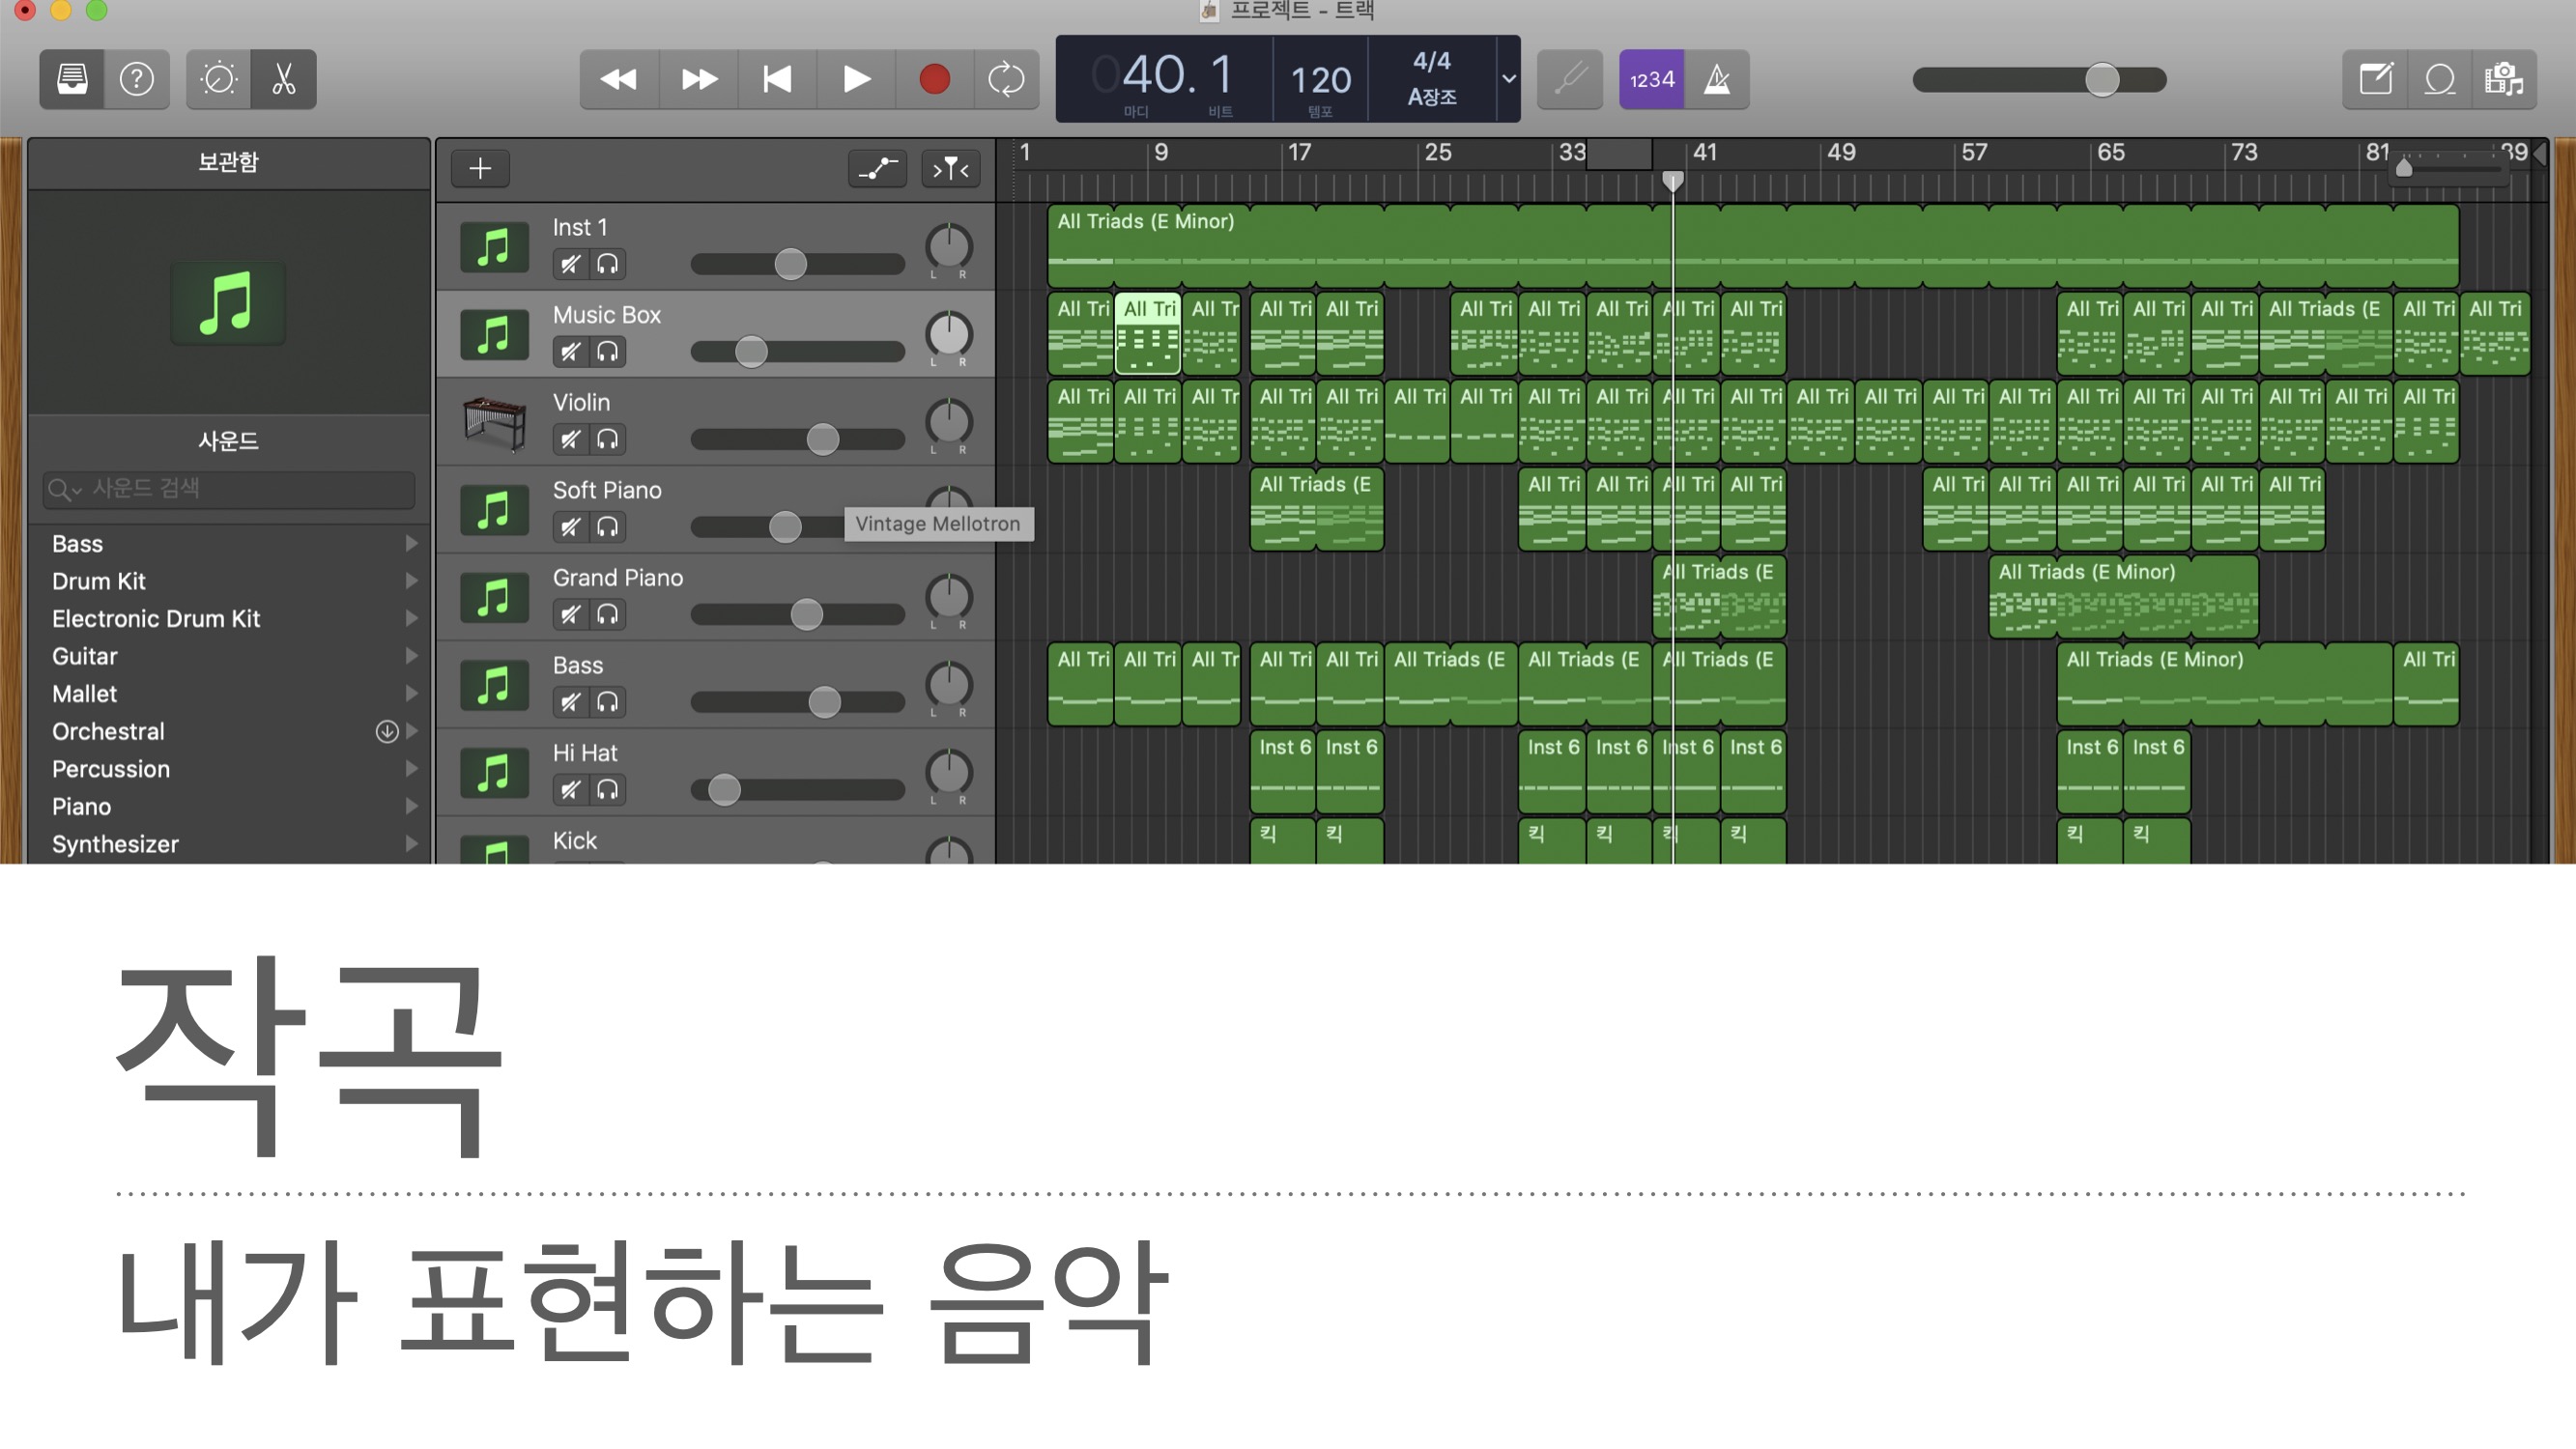 프로젝트 - 트랙
040. 1
마디 비트
120
템포
4/4
A장조
1234
보관함
사운드
사운드 검색
Bass
Drum Kit
Electronic Drum Kit
Guitar
Mallet
Orchestral
Percussion
Piano
Synthesizer
1 9 17 25 33 41 49 57 65 73 81 89
Inst 1
L R
All Triads (E Minor)
Music Box
L R
All Tri All Tri All Tr All Tri All Tri All Tri All Tri All Tri All Tri All Tri All Tri All Tri All Tri All Triads (E All Tri All Tri
Violin
L R
All Tri All Tri All Tr All Tri All Tri All Tri All Tri All Tri All Tri All Tri All Tri All Tri All Tri All Tri All Tri All Tri All Tri All Tri All Tri All Tri All Tri
Soft Piano
Vintage Mellotron
All Triads (E All Tri All Tri All Tri All Tri All Tri All Tri All Tri All Tri All Tri All Tri
Grand Piano
L R
All Triads (E All Triads (E Minor)
Bass
L R
All Tri All Tri All Tr All Tri All Tri All Triads (E All Triads (E All Triads (E All Triads (E Minor) All Tri
Hi Hat
L R
Inst 6 Inst 6 Inst 6 Inst 6 Inst 6 Inst 6 Inst 6 Inst 6
Kick
킥 킥 킥 킥 킥 킥 킥 킥
작곡
내가 표현하는 음악